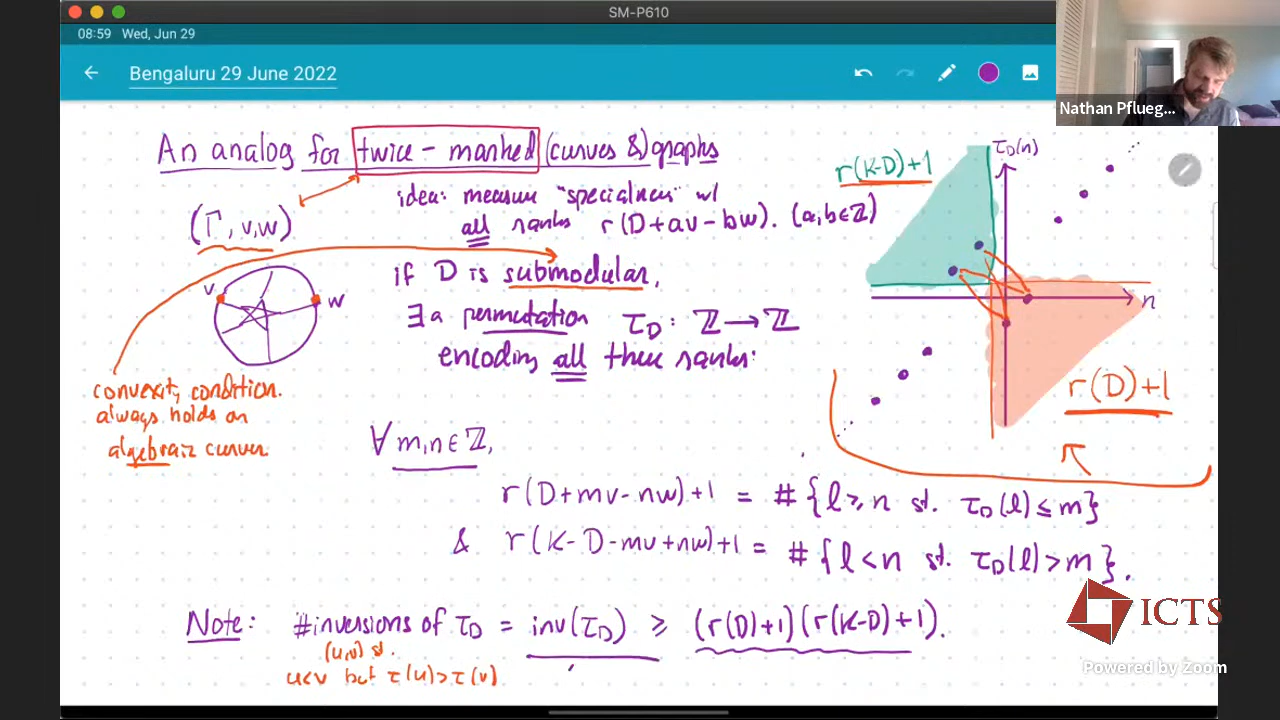 SM-P610
08:59 Wed, Jun 29
Bengaluru 29 June 2022
Nathan Pflueg...
An analog for twice-marked (curves &) graphs
idea: measure "specialness" w/
all ranks r(D+av-bw). (a,b∈ℤ)
(Γ, v, w)
v
w
if D is submodular,
∃ a permutation τ_D: ℤ → ℤ
encoding all these ranks:
convexity condition.
always holds on
algebraic curves
r(K-D)+1
τ_D(n)
n
r(D)+1
∀ m,n ∈ ℤ,
r(D+mv-nw)+1 = #{l ≥ n st. τ_D(l) ≤ m}
& r(K-D-mv+nw)+1 = #{l < n st. τ_D(l) > m}.
Note: #inversions of τ_D = inv(τ_D) ≥ (r(D)+1)(r(K-D)+1).
(u,v) st.
u<v but τ(u)>τ(v)
ICTS
Powered by Zoom